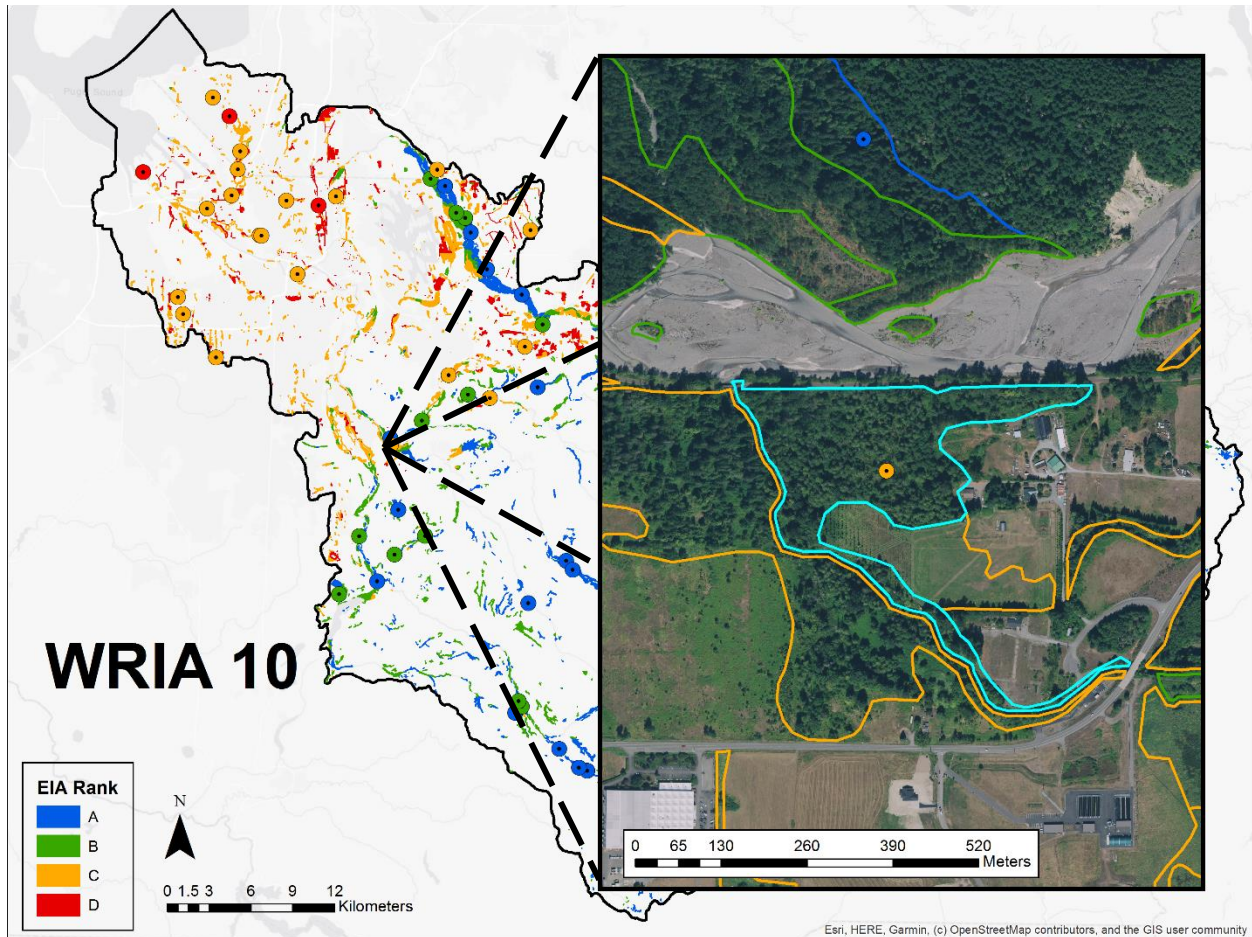 Puget Sound
WRIA 10
EIA Rank
A
B
C
D
N
0 1.5 3 6 9 12
Kilometers
0 65 130 260 390 520
Meters
Esri, HERE, Garmin, (c) OpenStreetMap contributors, and the GIS user community